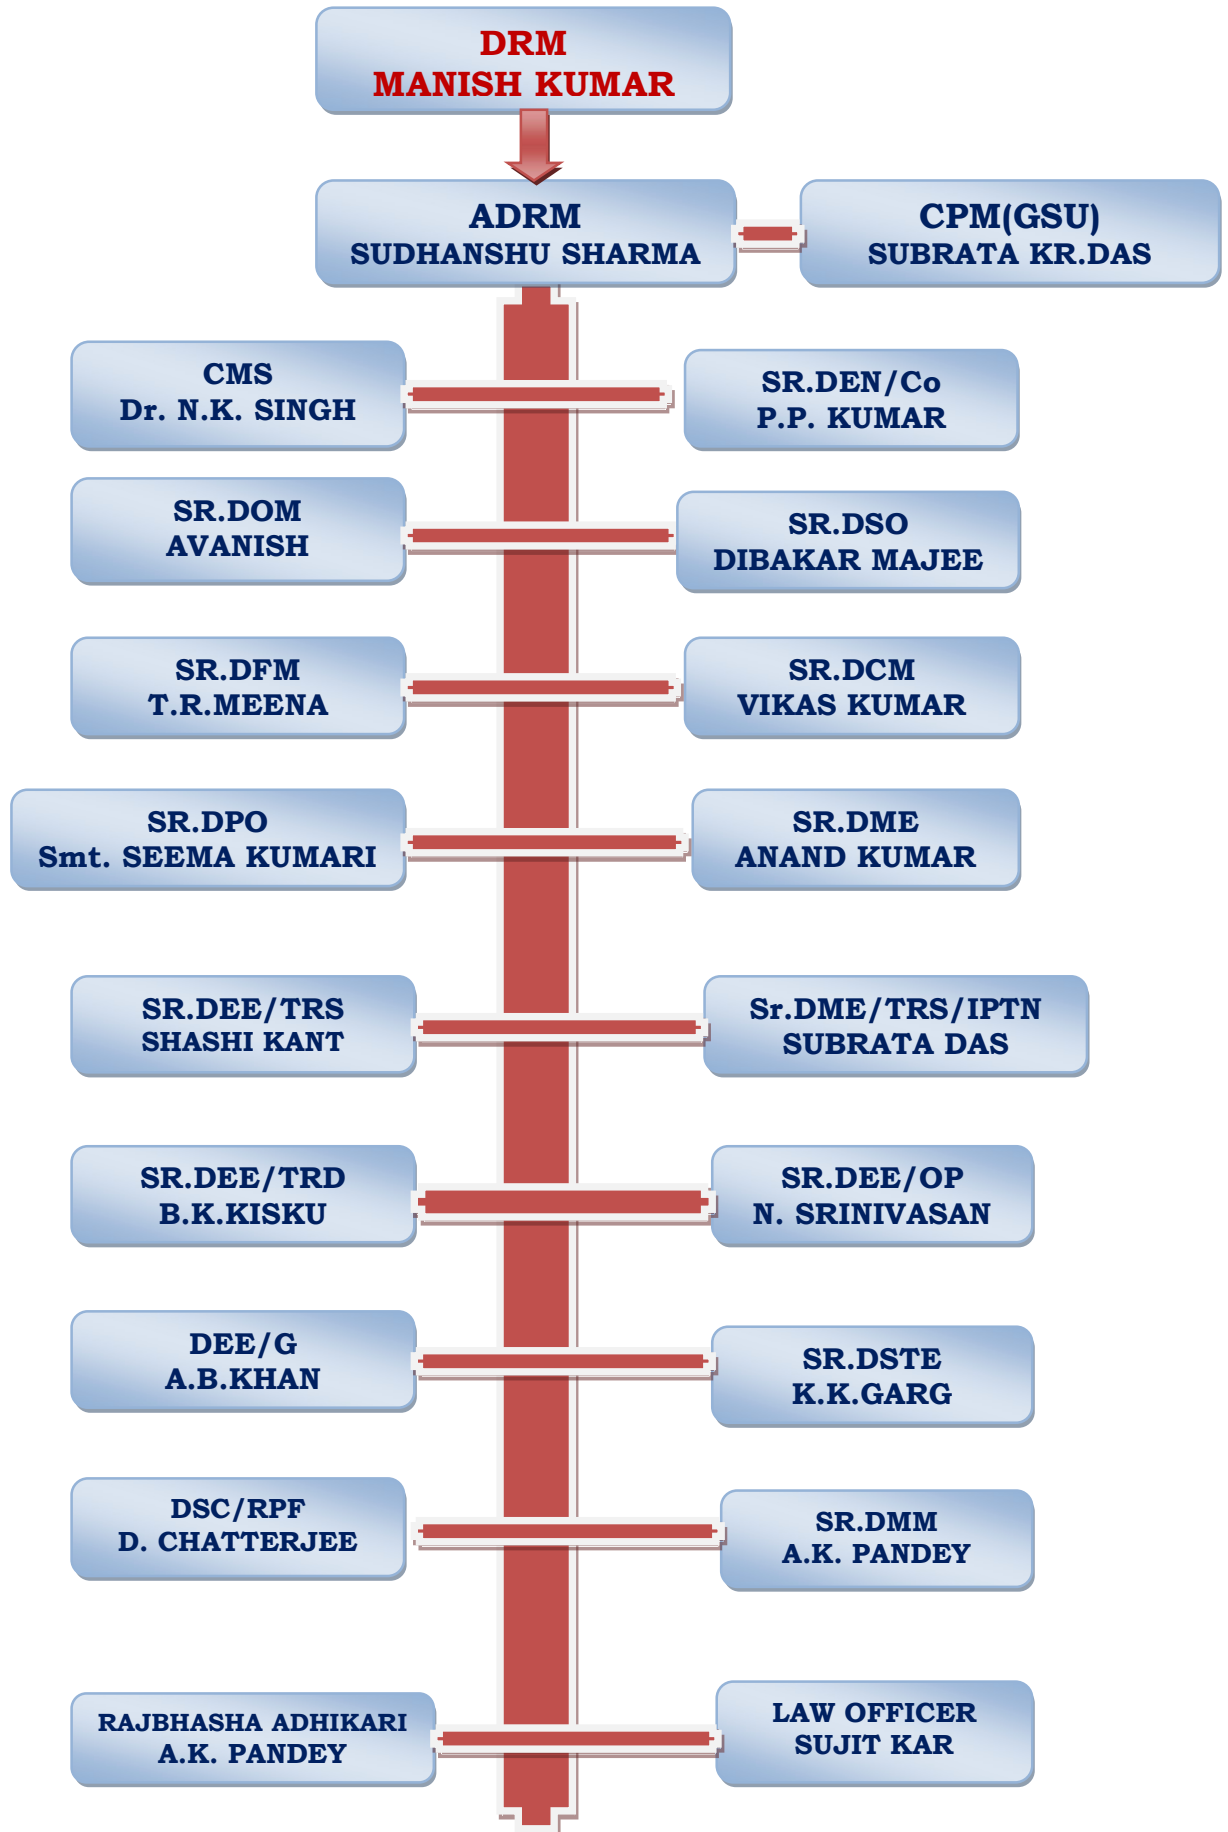 DRM
MANISH KUMAR
ADRM
SUDHANSHU SHARMA
CPM(GSU)
SUBRATA KR.DAS
CMS
Dr. N.K. SINGH
SR.DEN/Co
P.P. KUMAR
SR.DOM
AVANISH
SR.DSO
DIBAKAR MAJEE
SR.DFM
T.R.MEENA
SR.DCM
VIKAS KUMAR
SR.DPO
Smt. SEEMA KUMARI
SR.DME
ANAND KUMAR
SR.DEE/TRS
SHASHI KANT
Sr.DME/TRS/IPTN
SUBRATA DAS
SR.DEE/TRD
B.K.KISKU
SR.DEE/OP
N. SRINIVASAN
DEE/G
A.B.KHAN
SR.DSTE
K.K.GARG
DSC/RPF
D. CHATTERJEE
SR.DMM
A.K. PANDEY
RAJBHASHA ADHIKARI
A.K. PANDEY
LAW OFFICER
SUJIT KAR